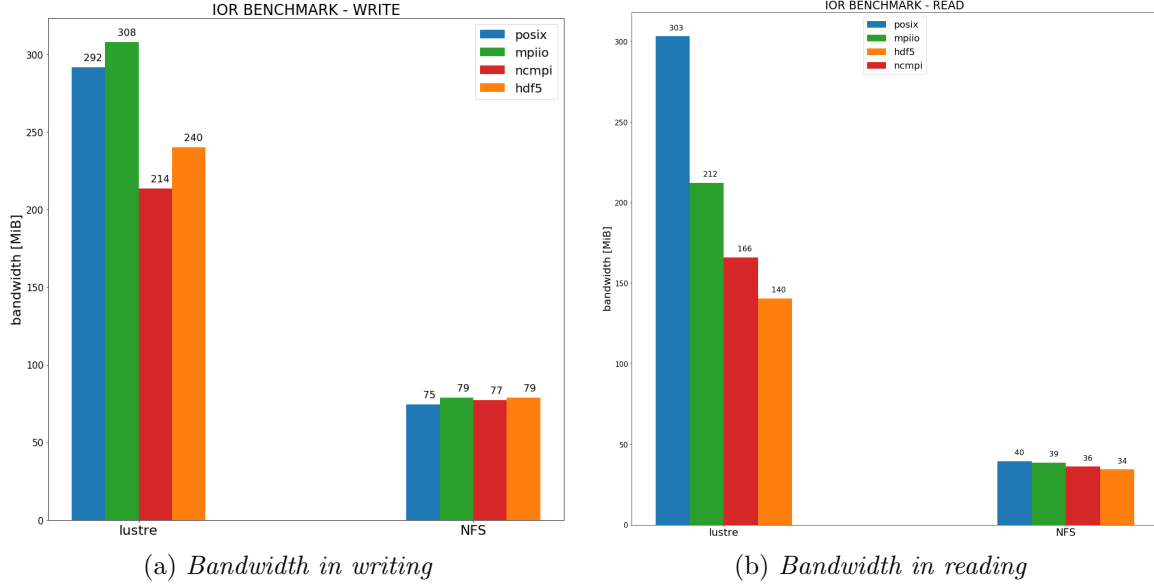 IOR BENCHMARK - WRITE
posix
mpiio
ncmpi
hdf5
bandwidth [MiB]
300
250
200
150
100
50
0
292
308
214
240
75
79
77
79
lustre
NFS
(a) Bandwidth in writing
IOR BENCHMARK - READ
posix
mpiio
hdf5
ncmpi
bandwidth [MiB]
300
250
200
150
100
50
0
303
212
166
140
40
39
36
34
lustre
NFS
(b) Bandwidth in reading